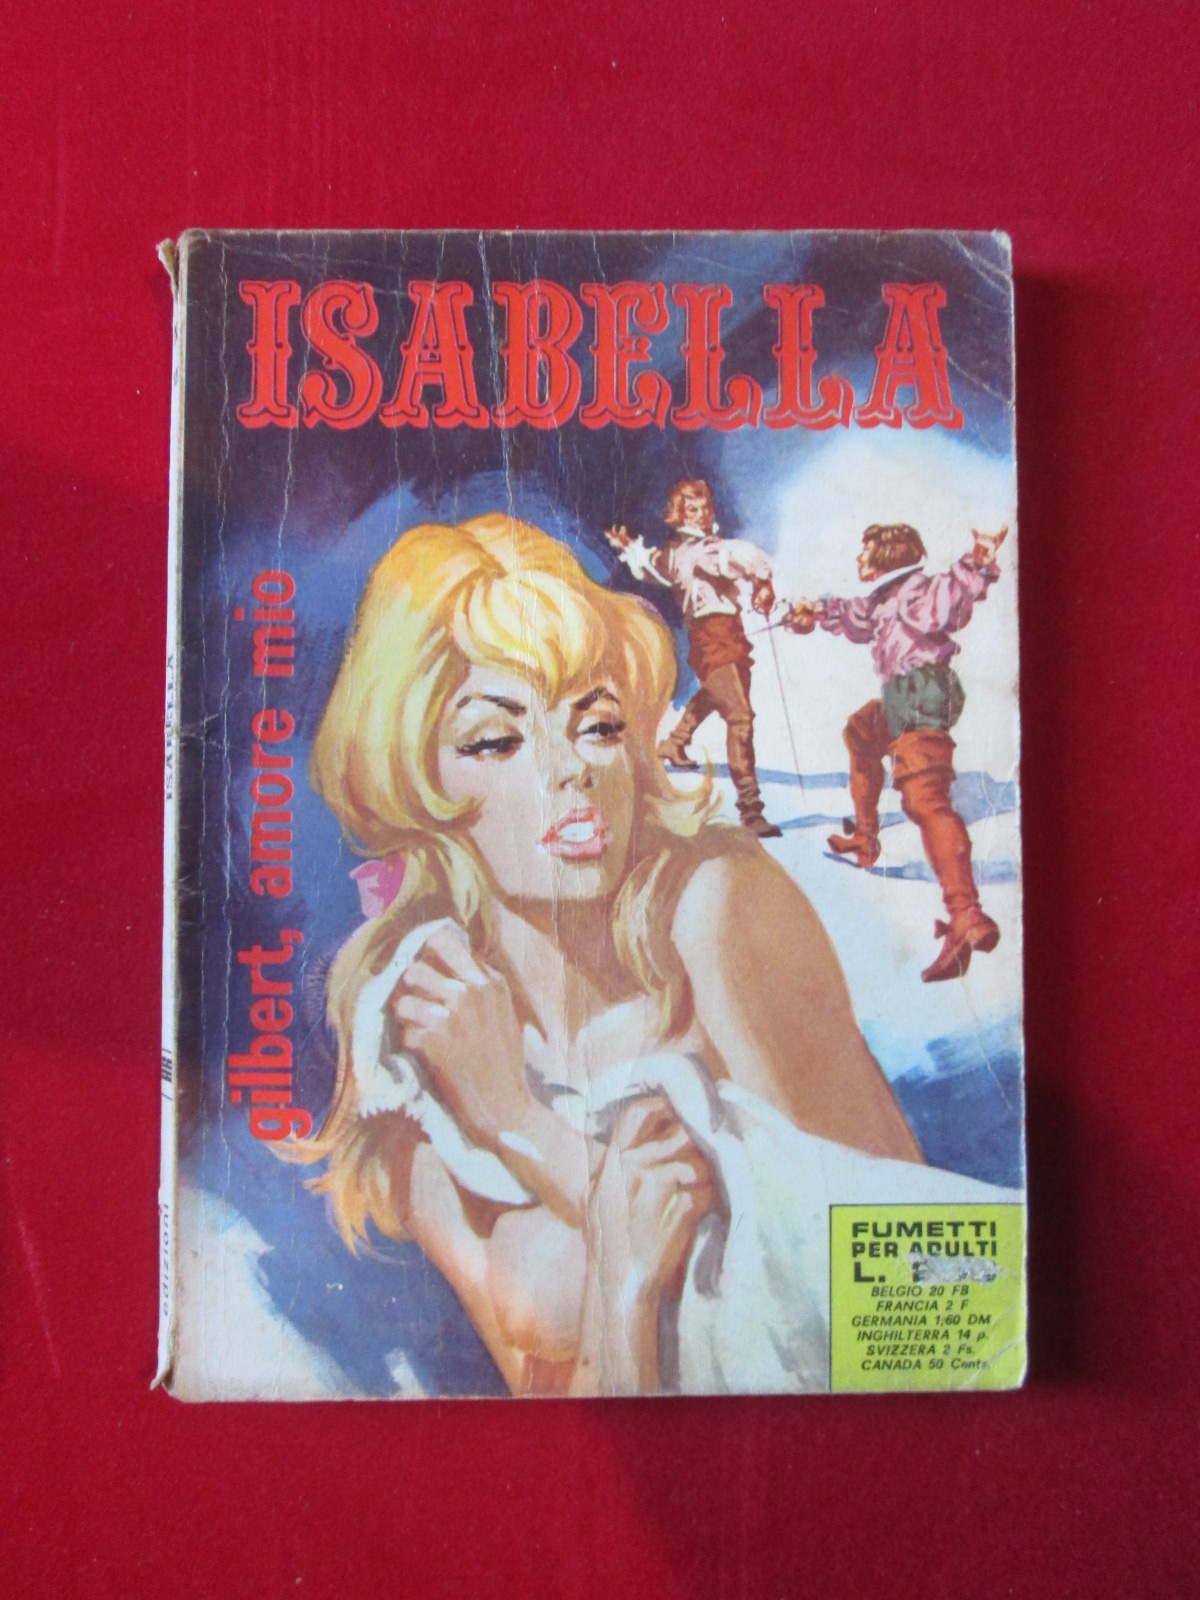 ISABELLA
gilbert, amore mio
ISABELLA
edizioni
FUMETTI
PER ADULTI
L.
BELGIO 20 FB
FRANCIA 2 F
GERMANIA 1,60 DM
INGHILTERRA 14 p.
SVIZZERA 2 Fs.
CANADA 50 Cents.